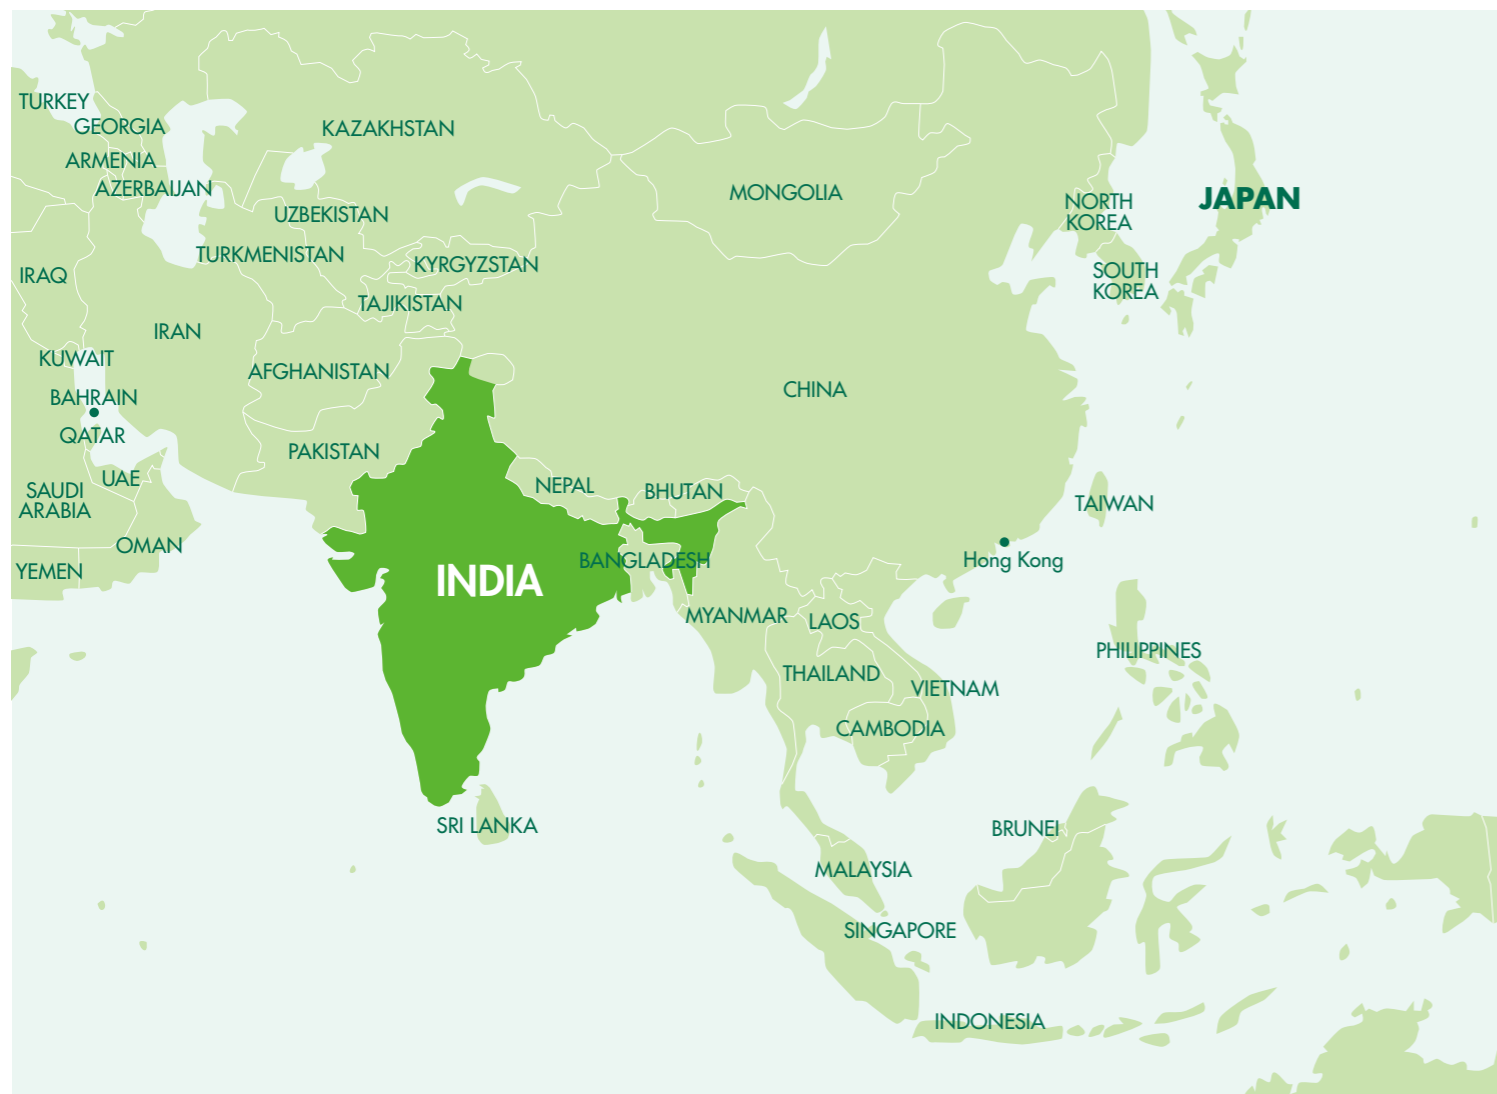 TURKEY
GEORGIA
KAZAKHSTAN
ARMENIA
AZERBAIJAN
MONGOLIA
NORTH
KOREA
JAPAN
UZBEKISTAN
TURKMENISTAN
KYRGYZSTAN
IRAQ
SOUTH
KOREA
TAJIKISTAN
IRAN
KUWAIT
AFGHANISTAN
CHINA
BAHRAIN
QATAR
PAKISTAN
UAE
NEPAL
BHUTAN
SAUDI
ARABIA
TAIWAN
OMAN
BANGLADESH
Hong Kong
YEMEN
INDIA
MYANMAR
LAOS
PHILIPPINES
THAILAND
VIETNAM
CAMBODIA
SRI LANKA
BRUNEI
MALAYSIA
SINGAPORE
INDONESIA